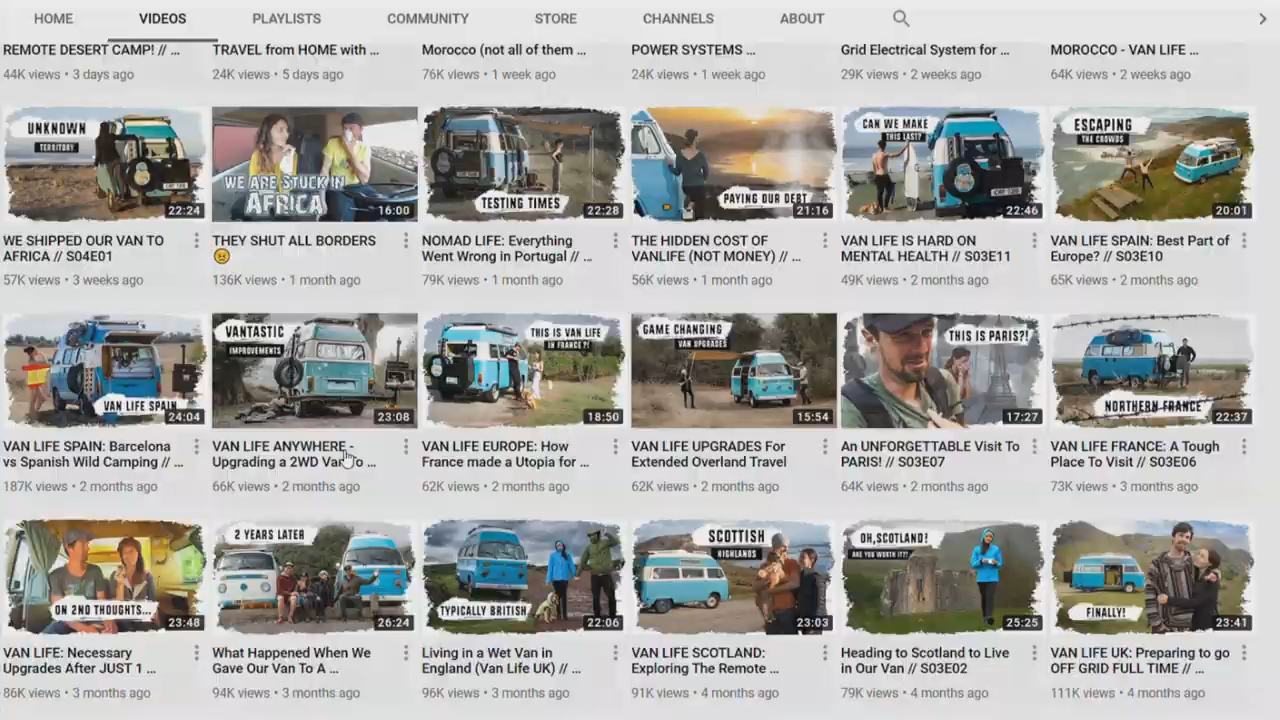 HOME VIDEOS PLAYLISTS COMMUNITY STORE CHANNELS ABOUT
REMOTE DESERT CAMP! // ... TRAVEL from HOME with ... Morocco (not all of them ... POWER SYSTEMS ... Grid Electrical System for ... MOROCCO - VAN LIFE ...
44K views • 3 days ago 24K views • 5 days ago 76K views • 1 week ago 24K views • 1 week ago 29K views • 2 weeks ago 64K views • 2 weeks ago
UNKNOWN
TERRITORY
22:24
WE ARE STUCK IN
AFRICA
16:00
TESTING TIMES
22:28
PAYING OUR DEBT
21:16
CAN WE MAKE
THIS LAST?
22:46
ESCAPING
THE CROWDS
20:01
WE SHIPPED OUR VAN TO THEY SHUT ALL BORDERS NOMAD LIFE: Everything THE HIDDEN COST OF VAN LIFE IS HARD ON VAN LIFE SPAIN: Best Part of
AFRICA // S04E01 😣 Went Wrong in Portugal // ... VANLIFE (NOT MONEY) // ... MENTAL HEALTH // S03E11 Europe? // S03E10
57K views • 3 weeks ago 136K views • 1 month ago 79K views • 1 month ago 56K views • 1 month ago 49K views • 2 months ago 65K views • 2 months ago
VAN LIFE SPAIN
24:04
VANTASTIC
IMPROVEMENTS
23:08
THIS IS VAN LIFE
IN FRANCE?!
18:50
GAME CHANGING
VAN UPGRADES
15:54
THIS IS PARIS?!
17:27
NORTHERN FRANCE
22:37
VAN LIFE SPAIN: Barcelona VAN LIFE ANYWHERE - VAN LIFE EUROPE: How VAN LIFE UPGRADES For An UNFORGETTABLE Visit To VAN LIFE FRANCE: A Tough
vs Spanish Wild Camping // ... Upgrading a 2WD Van To ... France made a Utopia for ... Extended Overland Travel PARIS! // S03E07 Place To Visit // S03E06
187K views • 2 months ago 66K views • 2 months ago 62K views • 2 months ago 62K views • 2 months ago 64K views • 2 months ago 73K views • 3 months ago
ON 2ND THOUGHTS...
23:48
2 YEARS LATER
26:24
TYPICALLY BRITISH
22:06
SCOTTISH
HIGHLANDS
23:03
OH, SCOTLAND!
ARE YOU WORTH IT?!
25:25
FINALLY!
23:41
VAN LIFE: Necessary What Happened When We Living in a Wet Van in VAN LIFE SCOTLAND: Heading to Scotland to Live VAN LIFE UK: Preparing to go
Upgrades After JUST 1 ... Gave Our Van To A ... England (Van Life UK) // ... Exploring The Remote ... in Our Van // S03E02 OFF GRID FULL TIME // ...
86K views • 3 months ago 94K views • 3 months ago 96K views • 3 months ago 91K views • 4 months ago 79K views • 4 months ago 111K views • 4 months ago